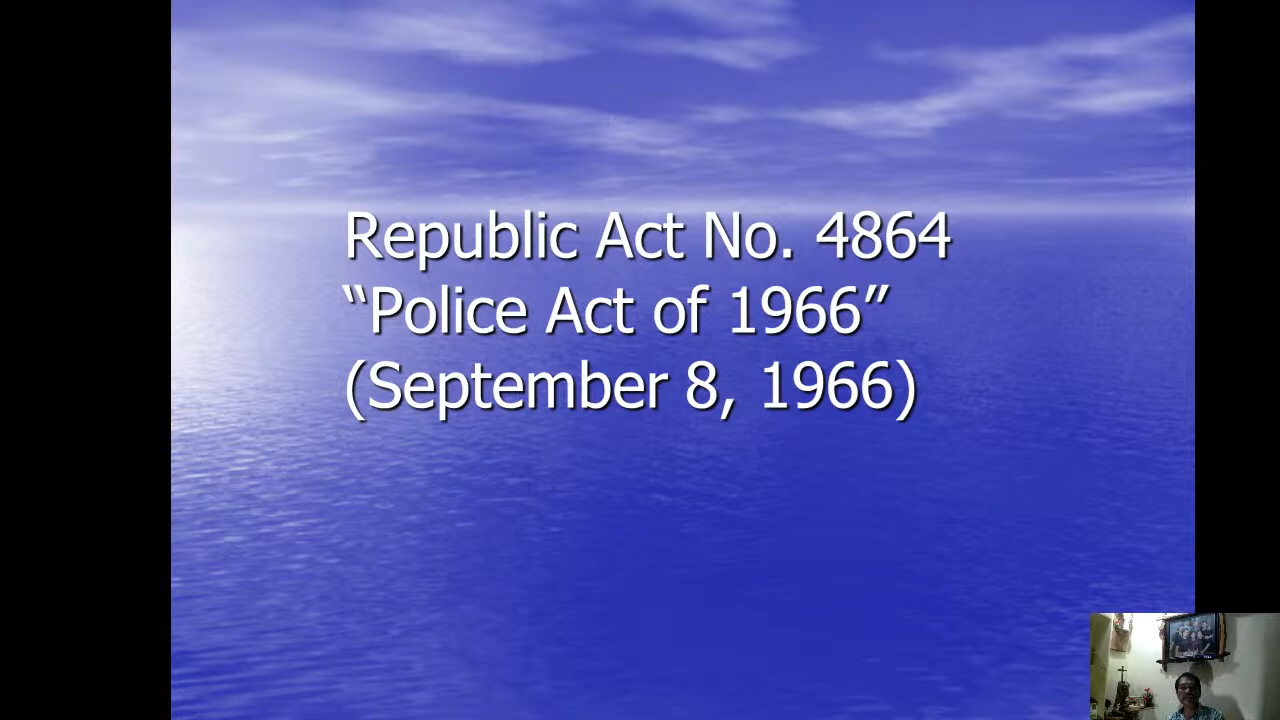 Republic Act No. 4864
“Police Act of 1966”
(September 8, 1966)